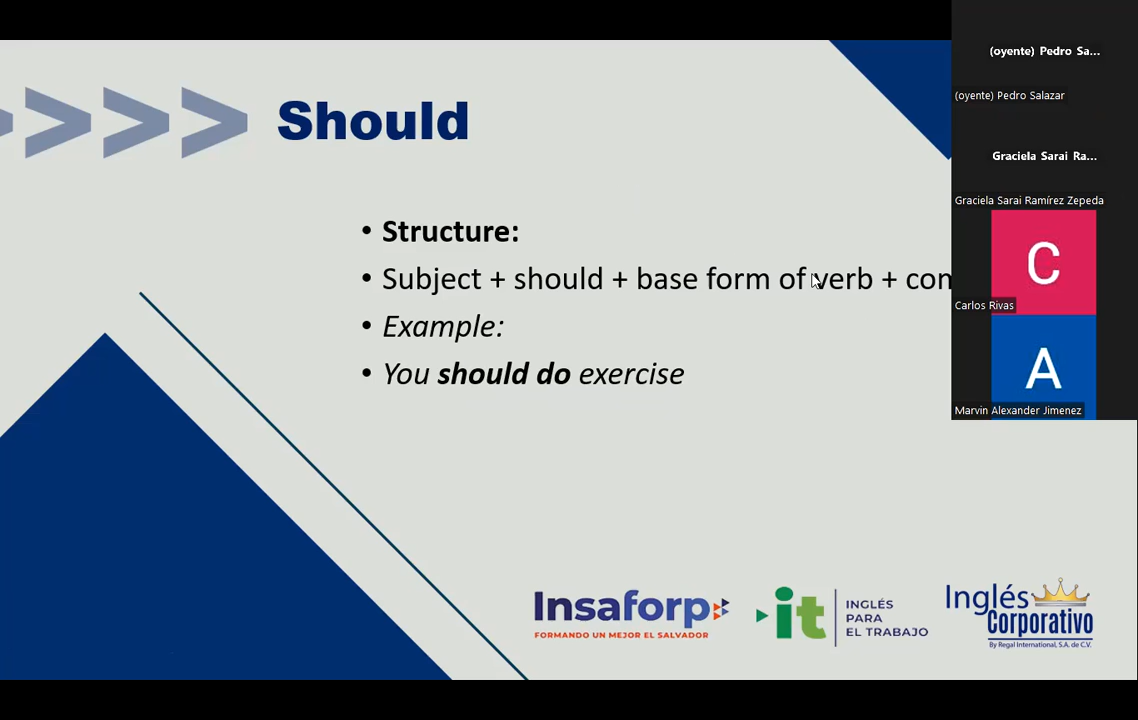 Should
• Structure:
• Subject + should + base form of verb + com
• Example:
• You should do exercise
Insaforp
FORMANDO UN MEJOR EL SALVADOR
it
INGLÉS
PARA
EL TRABAJO
Inglés
Corporativo
By Regal International, S.A. de C.V.
(oyente) Pedro Sa...
(oyente) Pedro Salazar
Graciela Sarai Ra...
Graciela Sarai Ramírez Zepeda
C
Carlos Rivas
A
Marvin Alexander Jimenez